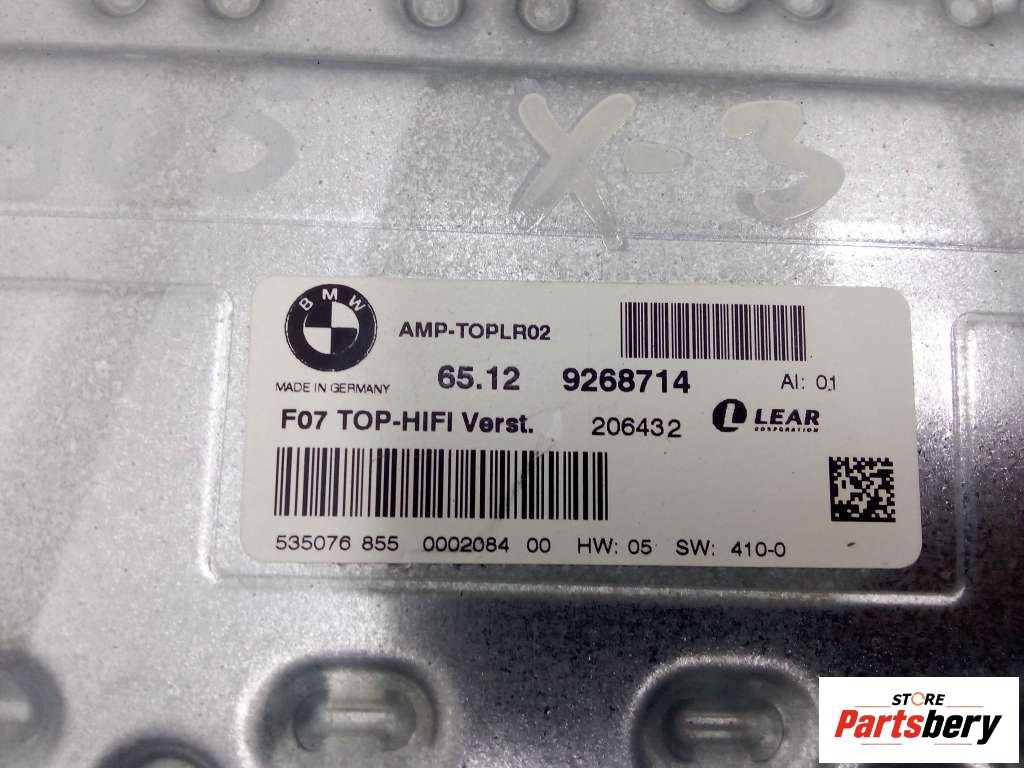 X-3
BMW
AMP-TOPLR02
MADE IN GERMANY
65.12 9268714 AI: 01
F07 TOP-HIFI Verst. 206432 LEAR
CORPORATION
535076 855 0002084 00 HW: 05 SW: 410-0
STORE
Partsbery